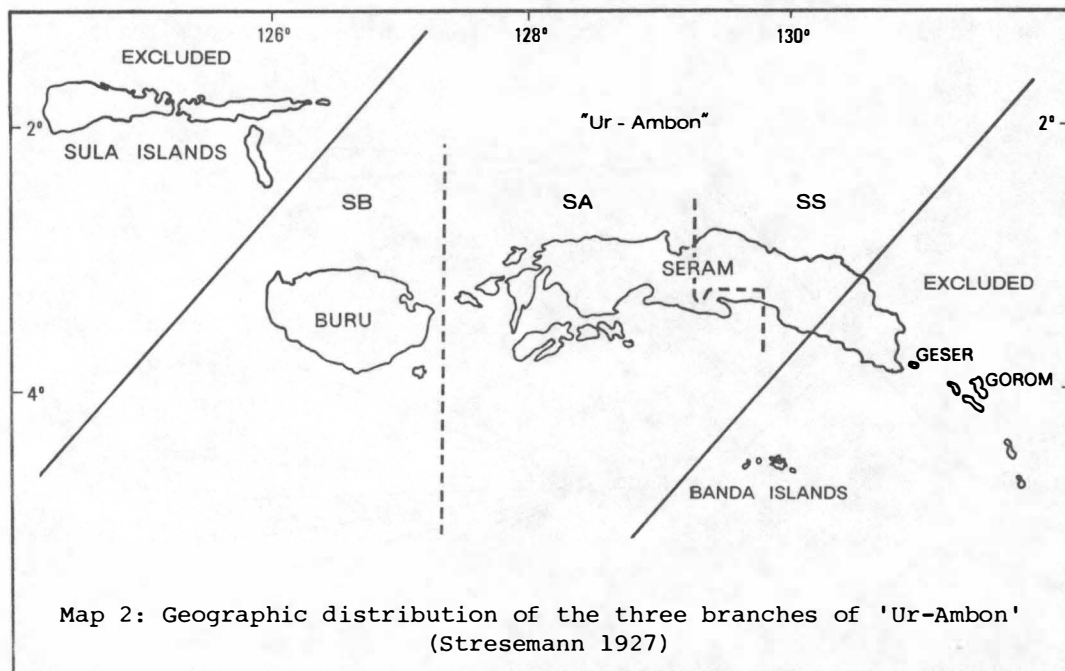 126°
128°
130°
EXCLUDED
"Ur - Ambon"
2°
2°
SULA ISLANDS
SB
SA
SS
SERAM
EXCLUDED
BURU
GESER
GOROM
4°
BANDA ISLANDS
Map 2: Geographic distribution of the three branches of 'Ur-Ambon'
(Stresemann 1927)